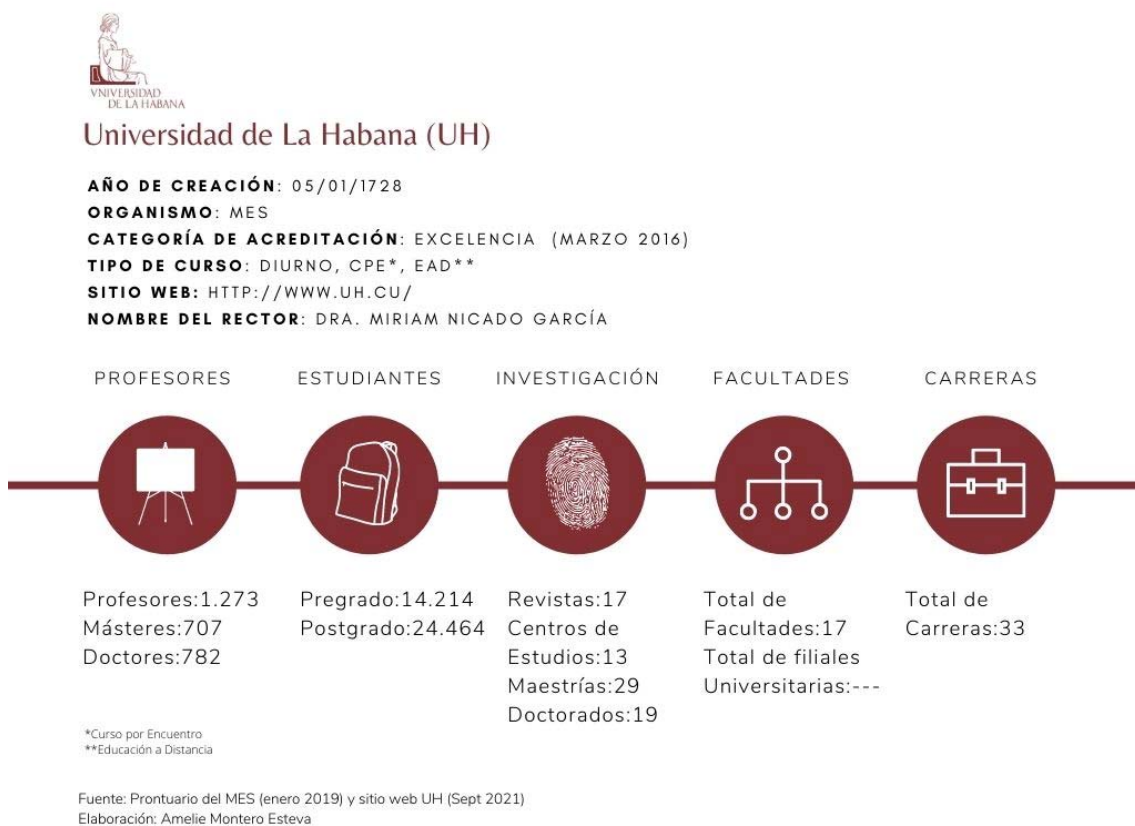 VNIVERSIDAD
DE LA HABANA
Universidad de La Habana (UH)
AÑO DE CREACIÓN: 05/01/1728
ORGANISMO: MES
CATEGORÍA DE ACREDITACIÓN: EXCELENCIA (MARZO 2016)
TIPO DE CURSO: DIURNO, CPE*, EAD**
SITIO WEB: HTTP://WWW.UH.CU/
NOMBRE DEL RECTOR: DRA. MIRIAM NICADO GARCÍA
PROFESORES
ESTUDIANTES
INVESTIGACIÓN
FACULTADES
CARRERAS
Profesores:1.273
Másteres:707
Doctores:782
Pregrado:14.214
Postgrado:24.464
Revistas:17
Centros de
Estudios:13
Maestrías:29
Doctorados:19
Total de
Facultades:17
Total de filiales
Universitarias:---
Total de
Carreras:33
*Curso por Encuentro
**Educación a Distancia
Fuente: Prontuario del MES (enero 2019) y sitio web UH (Sept 2021)
Elaboración: Amelie Montero Esteva